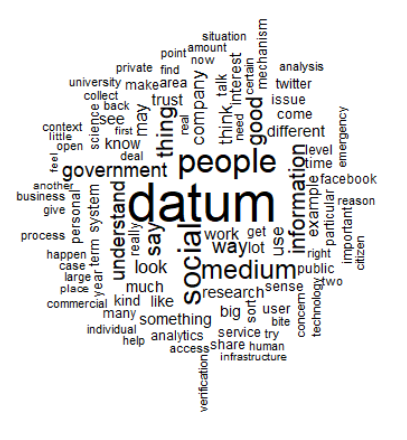 situation
point
amount
private
find
now
certain
mechanism
analysis
university
make
area
talk
interest
twitter
collect
back
trust
company
issue
context
science
see
may
thing
real
think
need
good
come
emergency
little
first
know
different
open
deal
feel
government
people
information
level
time
another
facebook
business
personal
system
understand
datum
example
particular
reason
give
important
citizen
process
term
year
really
say
social
work
get
way
lot
use
right
happen
look
medium
public
case
large
much
research
sense
two
place
commercial
kind
like
big
sort
user
concern
technology
many
something
bite
individual
analytics
service
try
help
access
share
human
verification
infrastructure